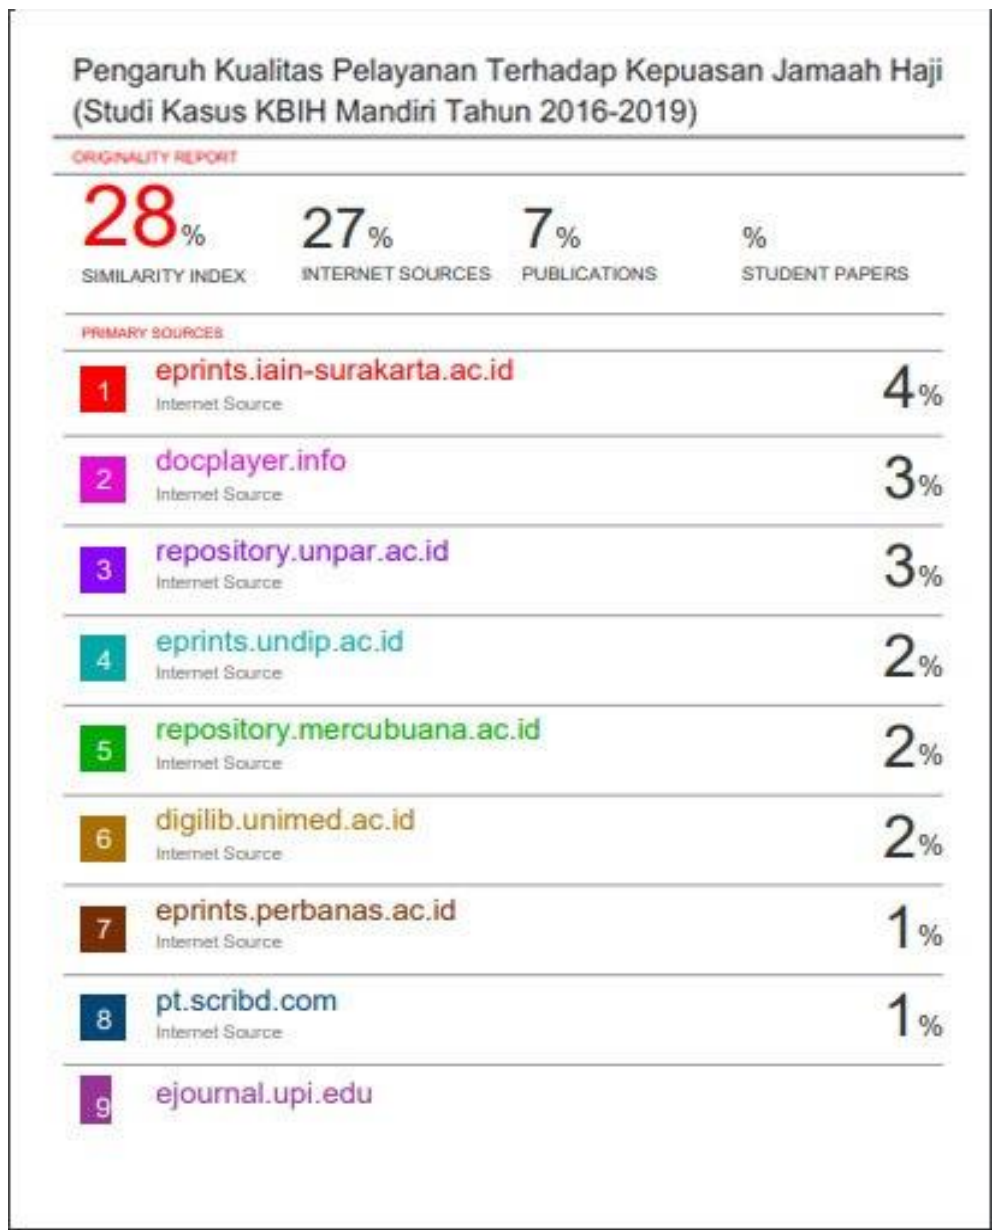 Pengaruh Kualitas Pelayanan Terhadap Kepuasan Jamaah Haji
(Studi Kasus KBIH Mandiri Tahun 2016-2019)
ORIGINALITY REPORT
28% 27% 7% %
SIMILARITY INDEX INTERNET SOURCES PUBLICATIONS STUDENT PAPERS
PRIMARY SOURCES
1 eprints.iain-surakarta.ac.id 4%
Internet Source
2 docplayer.info 3%
Internet Source
3 repository.unpar.ac.id 3%
Internet Source
4 eprints.undip.ac.id 2%
Internet Source
5 repository.mercubuana.ac.id 2%
Internet Source
6 digilib.unimed.ac.id 2%
Internet Source
7 eprints.perbanas.ac.id 1%
Internet Source
8 pt.scribd.com 1%
Internet Source
9 ejournal.upi.edu